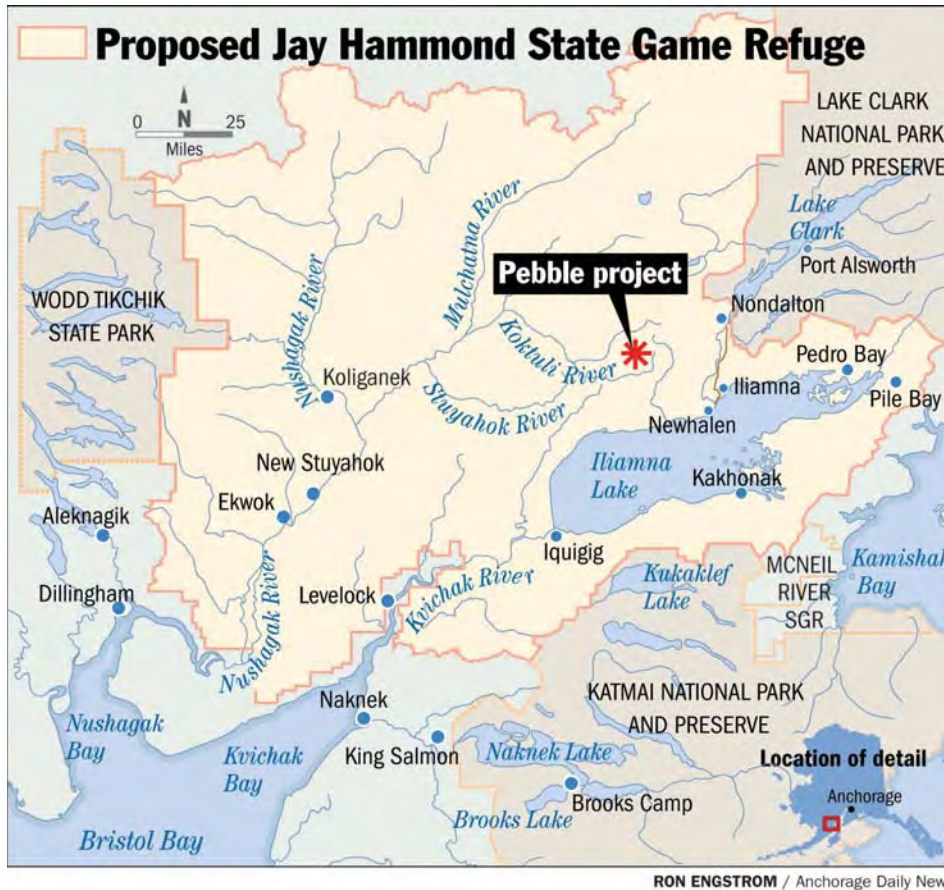 Proposed Jay Hammond State Game Refuge
N
0 25
Miles
LAKE CLARK
NATIONAL PARK
AND PRESERVE
Lake
Clark
Port Alsworth
Mulchatna River
Pebble project
Nondalton
WODD TIKCHIK
STATE PARK
Nushagak River
Koktuli River
Pedro Bay
Koliganek
Stuyahok River
Iliamna
Pile Bay
Newhalen
New Stuyahok
Iliamna
Lake
Kakhonak
Ekwok
Aleknagik
Iquigig
MCNEIL
RIVER
SGR
Kamishak
Bay
Kukaklef
Lake
Dillingham
Levelock
Kvichak River
Nushagak River
KATMAI NATIONAL PARK
AND PRESERVE
Naknek
Nushagak
Bay
Kvichak
Bay
King Salmon
Naknek Lake
Location of detail
Anchorage
Brooks Camp
Brooks Lake
Bristol Bay
RON ENGSTROM / Anchorage Daily New